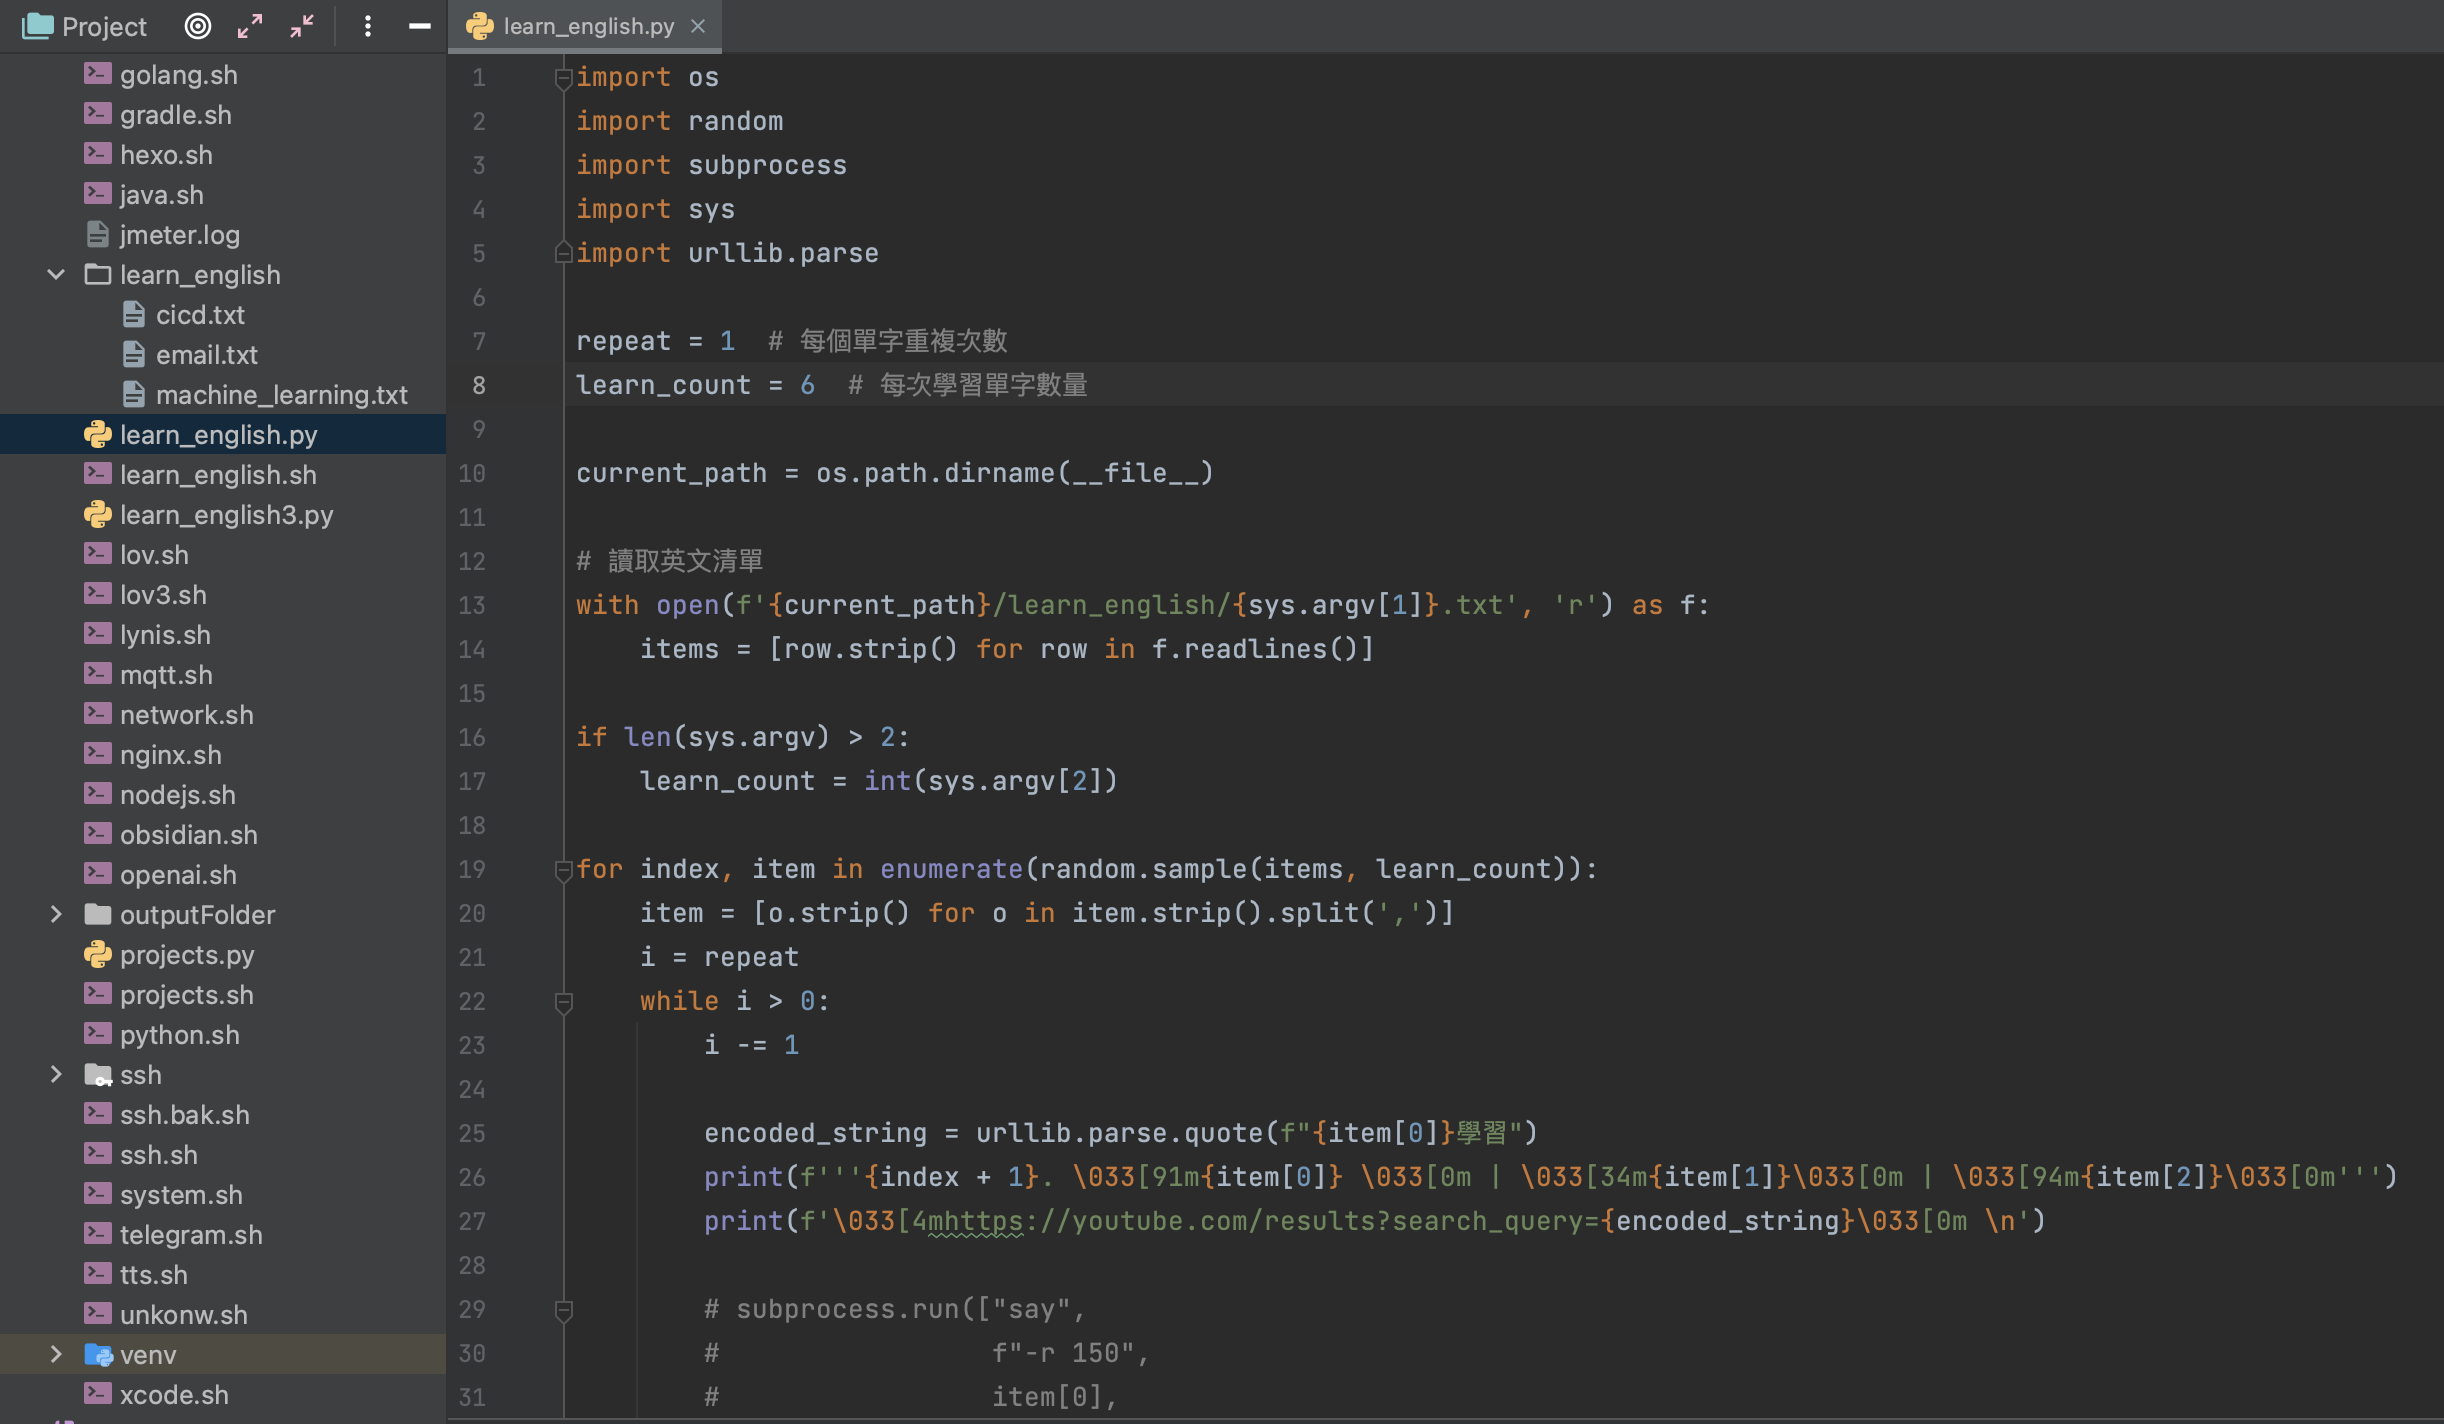 Project
golang.sh
gradle.sh
hexo.sh
java.sh
jmeter.log
learn_english
cicd.txt
email.txt
machine_learning.txt
learn_english.py
learn_english.sh
learn_english3.py
lov.sh
lov3.sh
lynis.sh
mqtt.sh
network.sh
nginx.sh
nodejs.sh
obsidian.sh
openai.sh
outputFolder
projects.py
projects.sh
python.sh
ssh
ssh.bak.sh
ssh.sh
system.sh
telegram.sh
tts.sh
unkonw.sh
venv
xcode.sh
learn_english.py
1 import os
2 import random
3 import subprocess
4 import sys
5 import urllib.parse
6
7 repeat = 1  # 每個單字重複次數
8 learn_count = 6  # 每次學習單字數量
9
10 current_path = os.path.dirname(__file__)
11
12 # 讀取英文清單
13 with open(f'{current_path}/learn_english/{sys.argv[1]}.txt', 'r') as f:
14     items = [row.strip() for row in f.readlines()]
15
16 if len(sys.argv) > 2:
17     learn_count = int(sys.argv[2])
18
19 for index, item in enumerate(random.sample(items, learn_count)):
20     item = [o.strip() for o in item.strip().split(',')]
21     i = repeat
22     while i > 0:
23         i -= 1
24
25         encoded_string = urllib.parse.quote(f"{item[0]}學習")
26         print(f'''{index + 1}. \033[91m{item[0]} \033[0m | \033[34m{item[1]}\033[0m | \033[94m{item[2]}\033[0m''')
27         print(f'\033[4mhttps://youtube.com/results?search_query={encoded_string}\033[0m \n')
28
29         # subprocess.run(["say",
30         #                 f"-r 150",
31         #                 item[0],